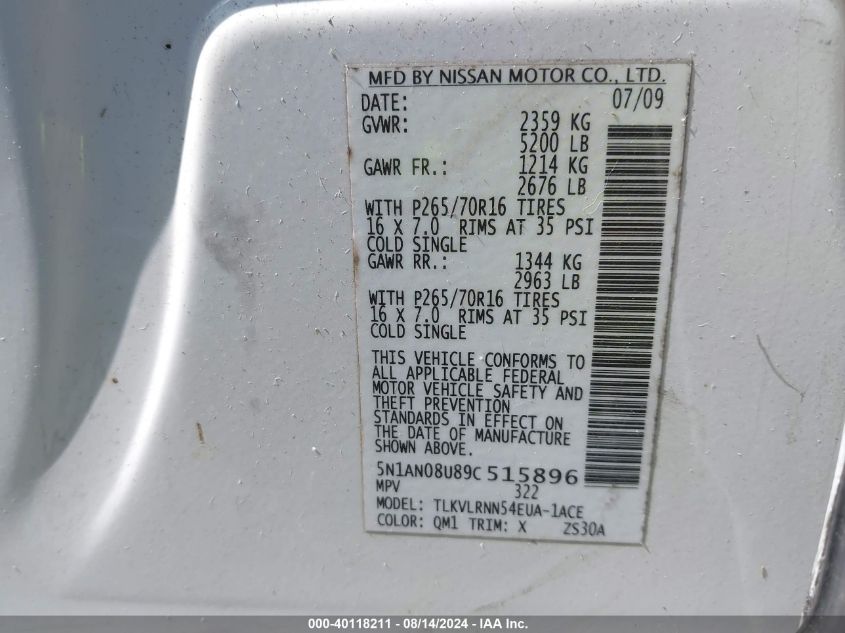 MFD BY NISSAN MOTOR CO., LTD.
DATE: 07/09
GVWR: 2359 KG
5200 LB
GAWR FR.: 1214 KG
2676 LB
WITH P265/70R16 TIRES
16 X 7.0 RIMS AT 35 PSI
COLD SINGLE
GAWR RR.: 1344 KG
2963 LB
WITH P265/70R16 TIRES
16 X 7.0 RIMS AT 35 PSI
COLD SINGLE
THIS VEHICLE CONFORMS TO
ALL APPLICABLE FEDERAL
MOTOR VEHICLE SAFETY AND
THEFT PREVENTION
STANDARDS IN EFFECT ON
THE DATE OF MANUFACTURE
SHOWN ABOVE.
5N1AN08U89C 515896
MPV 322
MODEL: TLKVLRNN54EUA-1ACE
COLOR: QM1 TRIM: X ZS30A
000-40118211 - 08/14/2024 - IAA Inc.